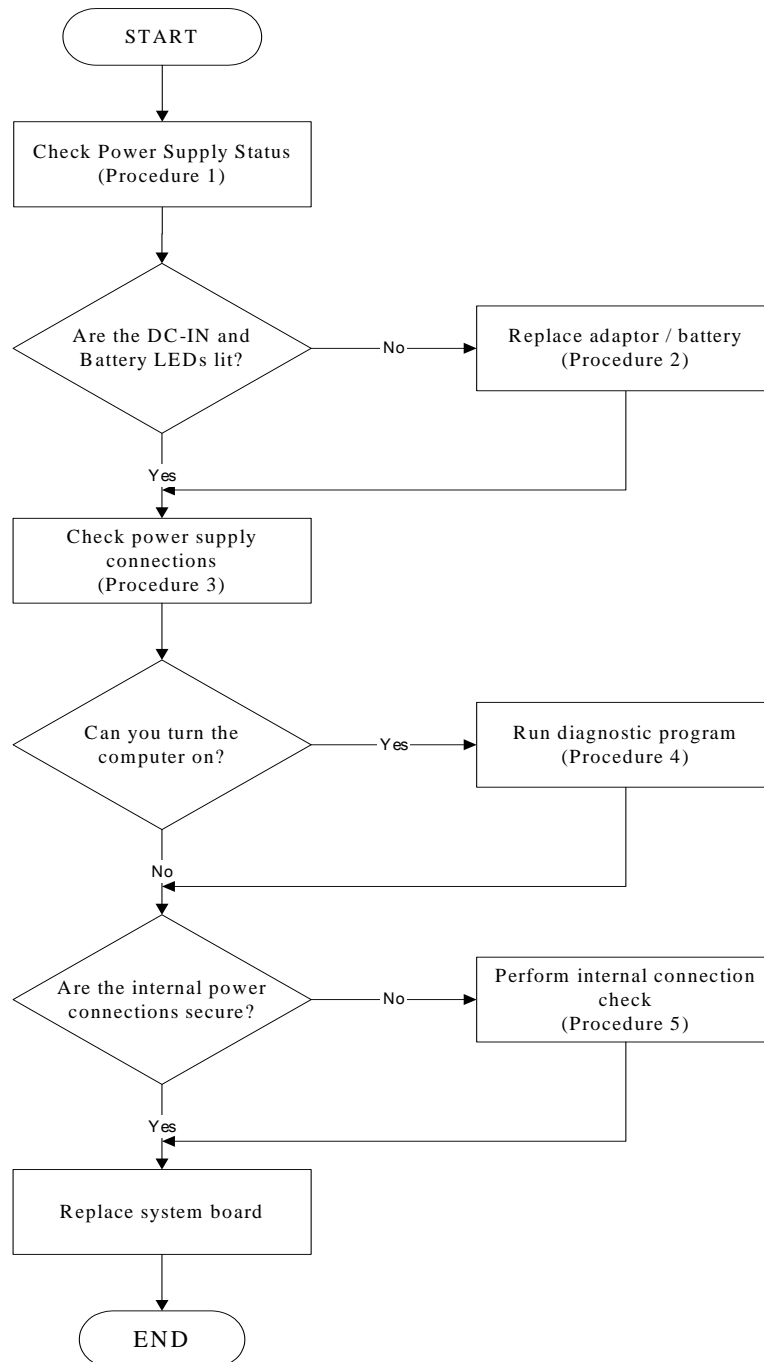 START
Check Power Supply Status
(Procedure 1)
Are the DC-IN and
Battery LEDs lit?
No
Replace adaptor / battery
(Procedure 2)
Yes
Check power supply
connections
(Procedure 3)
Can you turn the
computer on?
Yes
Run diagnostic program
(Procedure 4)
No
Are the internal power
connections secure?
No
Perform internal connection
check
(Procedure 5)
Yes
Replace system board
END